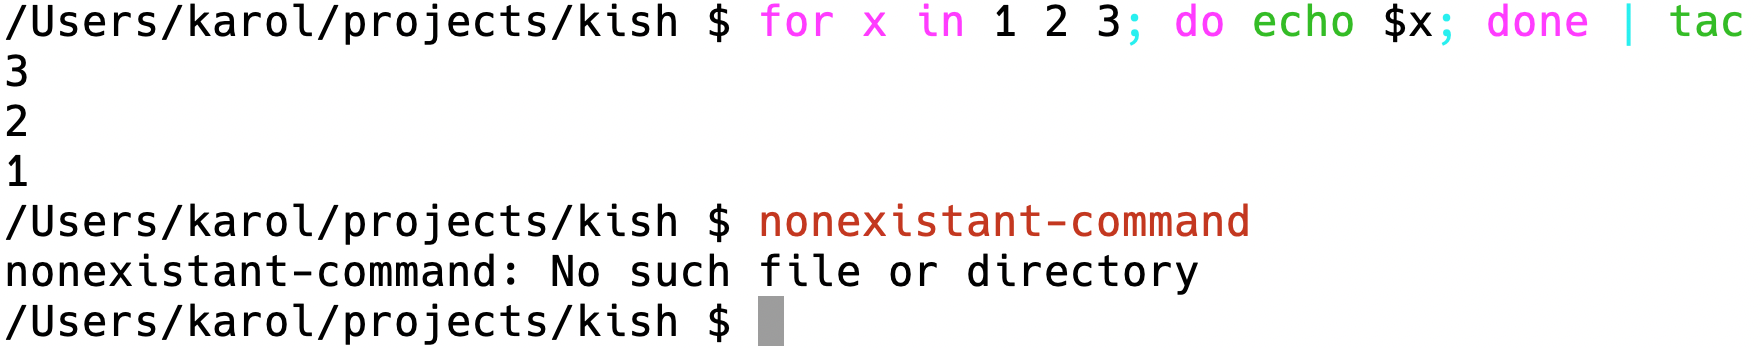 /Users/karol/projects/kish $ for x in 1 2 3; do echo $x; done | tac
3
2
1
/Users/karol/projects/kish $ nonexistant-command
nonexistant-command: No such file or directory
/Users/karol/projects/kish $